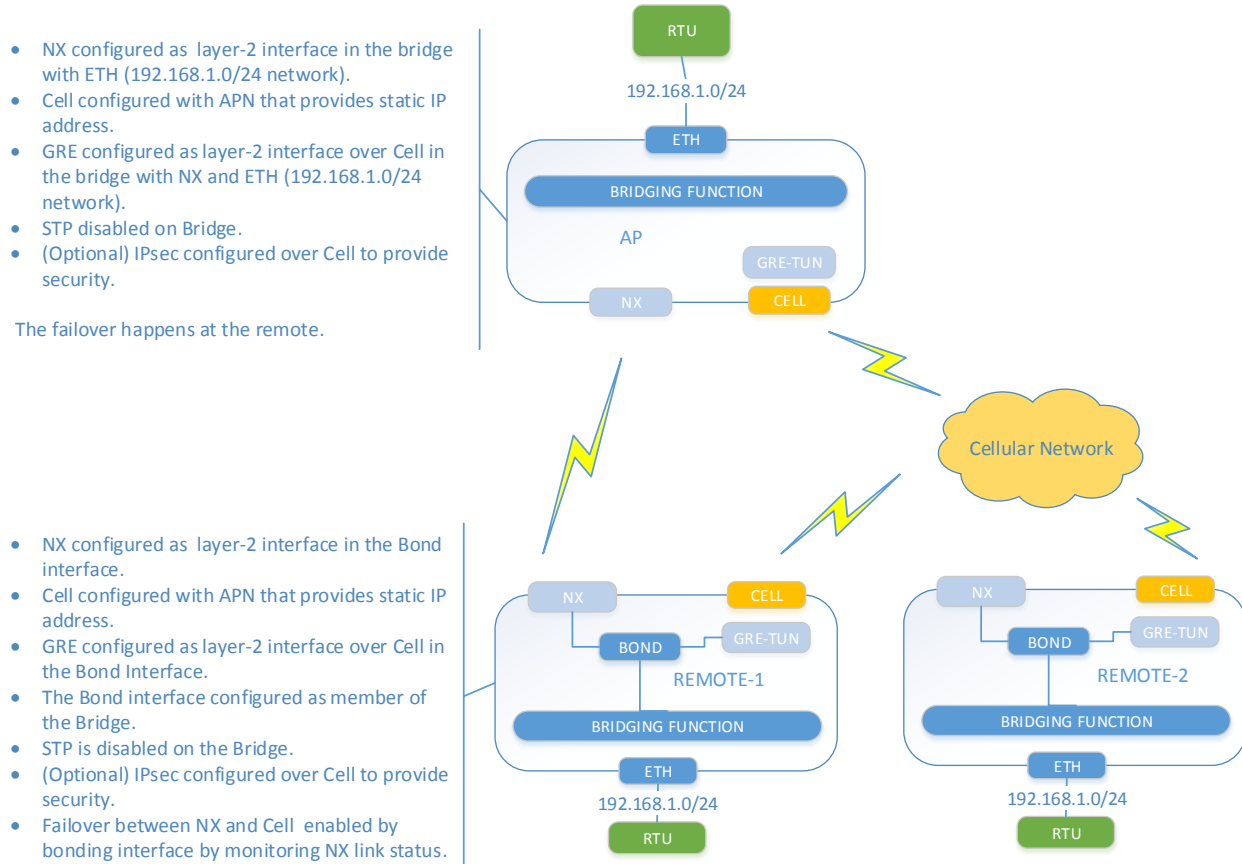 RTU
192.168.1.0/24
ETH
BRIDGING FUNCTION
AP
GRE-TUN
NX
CELL
• NX configured as layer-2 interface in the bridge
with ETH (192.168.1.0/24 network).
• Cell configured with APN that provides static IP
address.
• GRE configured as layer-2 interface over Cell in
the bridge with NX and ETH (192.168.1.0/24
network).
• STP disabled on Bridge.
• (Optional) IPsec configured over Cell to provide
security.
The failover happens at the remote.
Cellular Network
• NX configured as layer-2 interface in the Bond
interface.
• Cell configured with APN that provides static IP
address.
• GRE configured as layer-2 interface over Cell in
the Bond Interface.
• The Bond interface configured as member of
the Bridge.
• STP is disabled on the Bridge.
• (Optional) IPsec configured over Cell to provide
security.
• Failover between NX and Cell enabled by
bonding interface by monitoring NX link status.
NX
CELL
GRE-TUN
BOND
REMOTE-1
BRIDGING FUNCTION
ETH
192.168.1.0/24
RTU
NX
CELL
GRE-TUN
BOND
REMOTE-2
BRIDGING FUNCTION
ETH
192.168.1.0/24
RTU